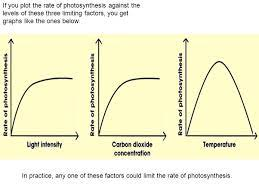 If you plot the rate of photosynthesis against the
levels of these three limiting factors, you get
graphs like the ones below.
Rate of photosynthesis
Light intensity
Rate of photosynthesis
Carbon dioxide
concentration
Rate of photosynthesis
Temperature
In practice, any one of these factors could limit the rate of photosynthesis.